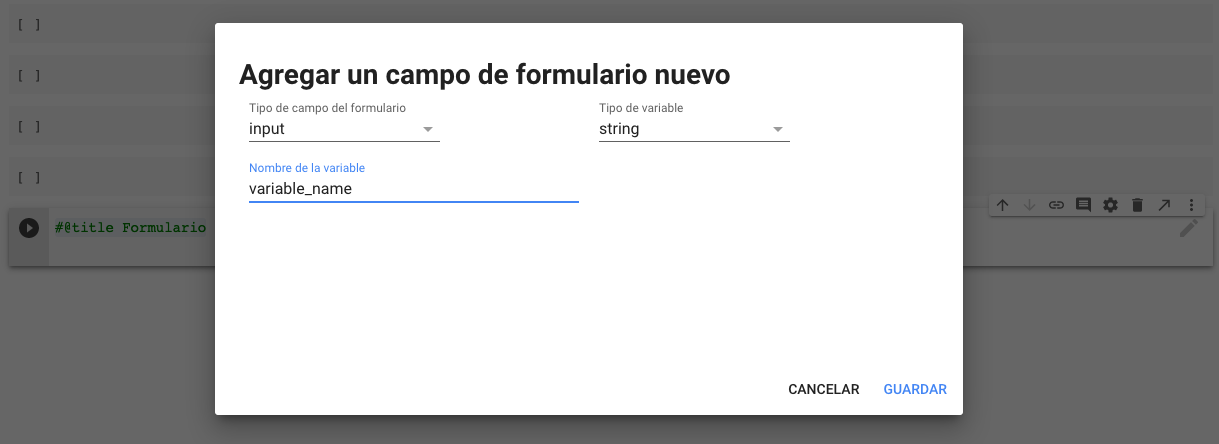 [ ]
Agregar un campo de formulario nuevo
[ ]
Tipo de campo del formulario
Tipo de variable
input
string
[ ]
Nombre de la variable
[ ]
variable_name
#@title Formulario
CANCELAR
GUARDAR